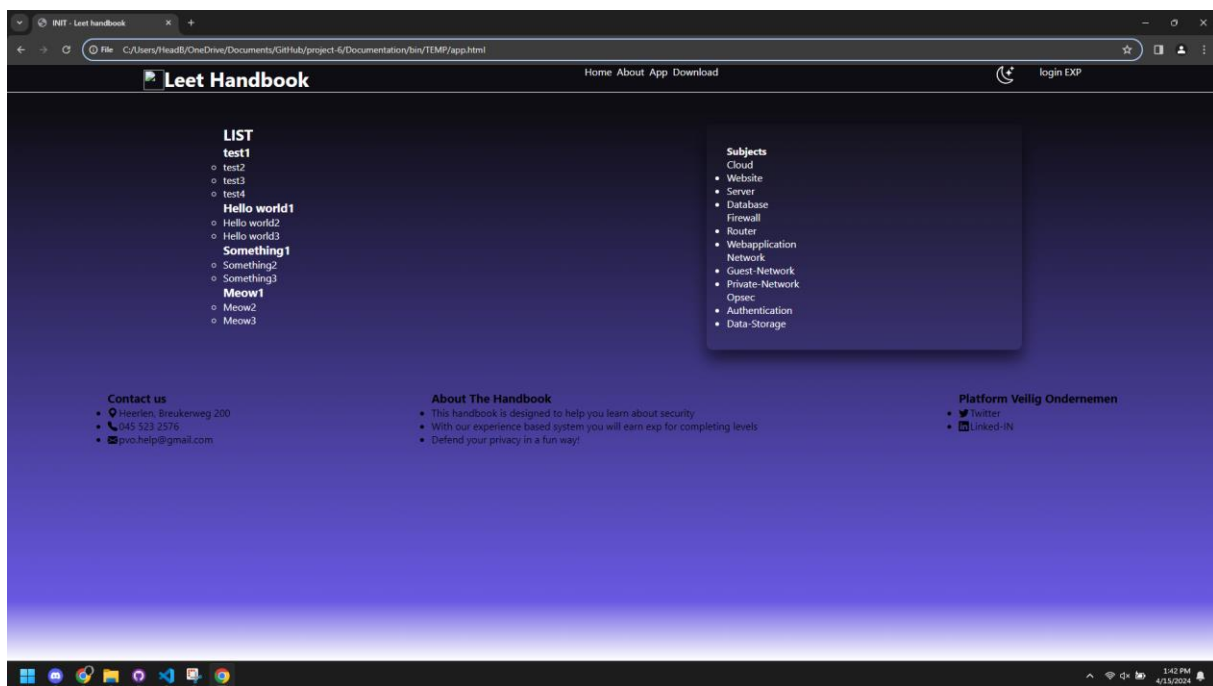 INIT - Leet handbook
File C:/Users/HeadB/OneDrive/Documents/GitHub/project-6/Documentation/bin/TEMP/app.html
Leet Handbook
Home About App Download
login EXP
LIST
test1
test2
test3
test4
Hello world1
Hello world2
Hello world3
Something1
Something2
Something3
Meow1
Meow2
Meow3
Subjects
Cloud
Website
Server
Database
Firewall
Router
Webapplication
Network
Guest-Network
Private-Network
Opsec
Authentication
Data-Storage
Contact us
Heerlen, Breukerweg 200
045 523 2576
pvo.help@gmail.com
About The Handbook
This handbook is designed to help you learn about security
With our experience based system you will earn exp for completing levels
Defend your privacy in a fun way!
Platform Veilig Ondernemen
Twitter
Linked-IN
1:42 PM
4/15/2024